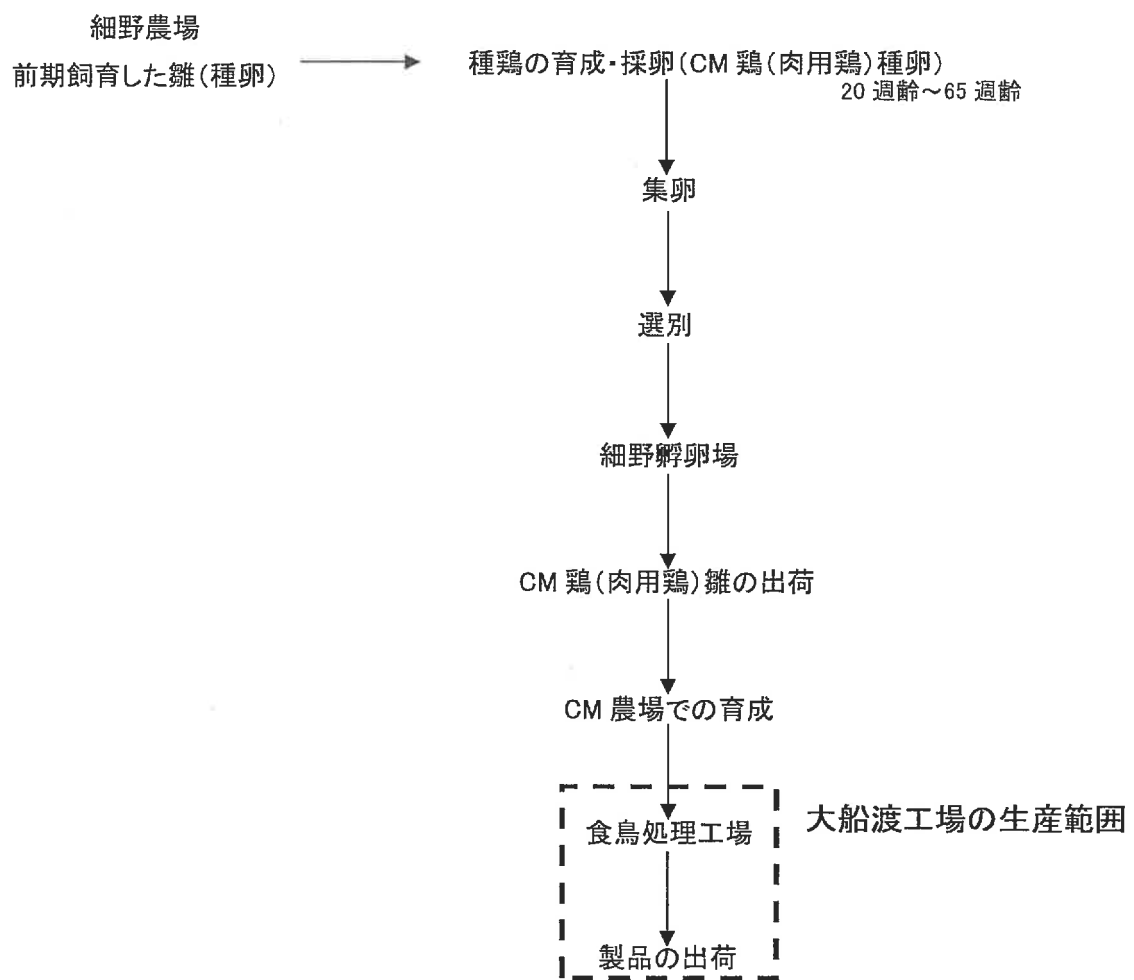 細野農場
前期飼育した雛(種卵)
種鶏の育成・採卵(CM 鶏(肉用鶏)種卵)
20 週齢～65 週齢
集卵
選別
細野孵卵場
CM 鶏(肉用鶏)雛の出荷
CM 農場での育成
食鳥処理工場
大船渡工場の生産範囲
製品の出荷